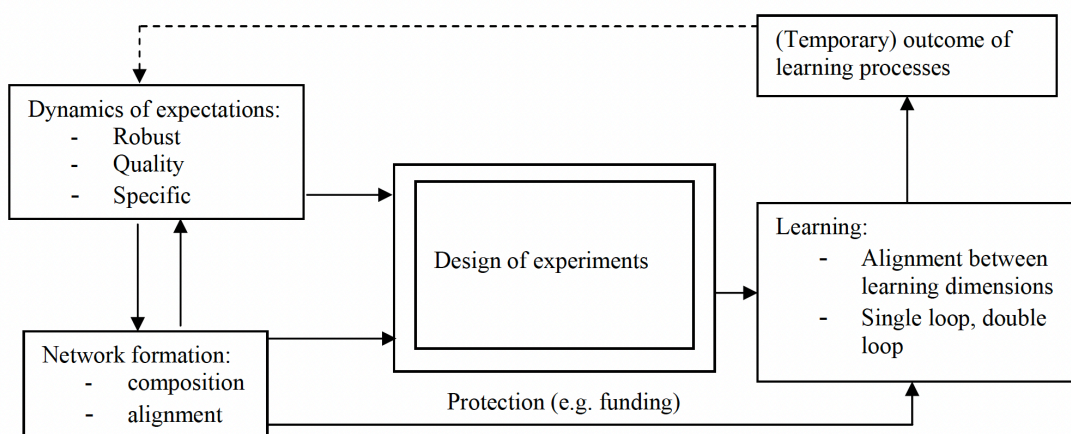 (Temporary) outcome of
learning processes
Dynamics of expectations:
- Robust
- Quality
- Specific
Design of experiments
Learning:
- Alignment between
learning dimensions
- Single loop, double
loop
Network formation:
- composition
- alignment
Protection (e.g. funding)